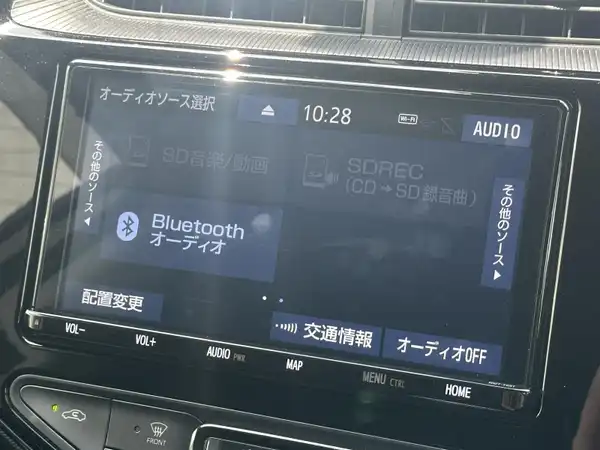 オーディオソース選択
10:28
Wi-Fi
AUDIO
その他のソース
SD音楽/動画
SDREC
(CD→SD録音曲)
その他のソース
Bluetooth
オーディオ
配置変更
交通情報
オーディオOFF
VOL-
VOL+
AUDIO PWR
MAP
MENU CTRL
HOME
FRONT